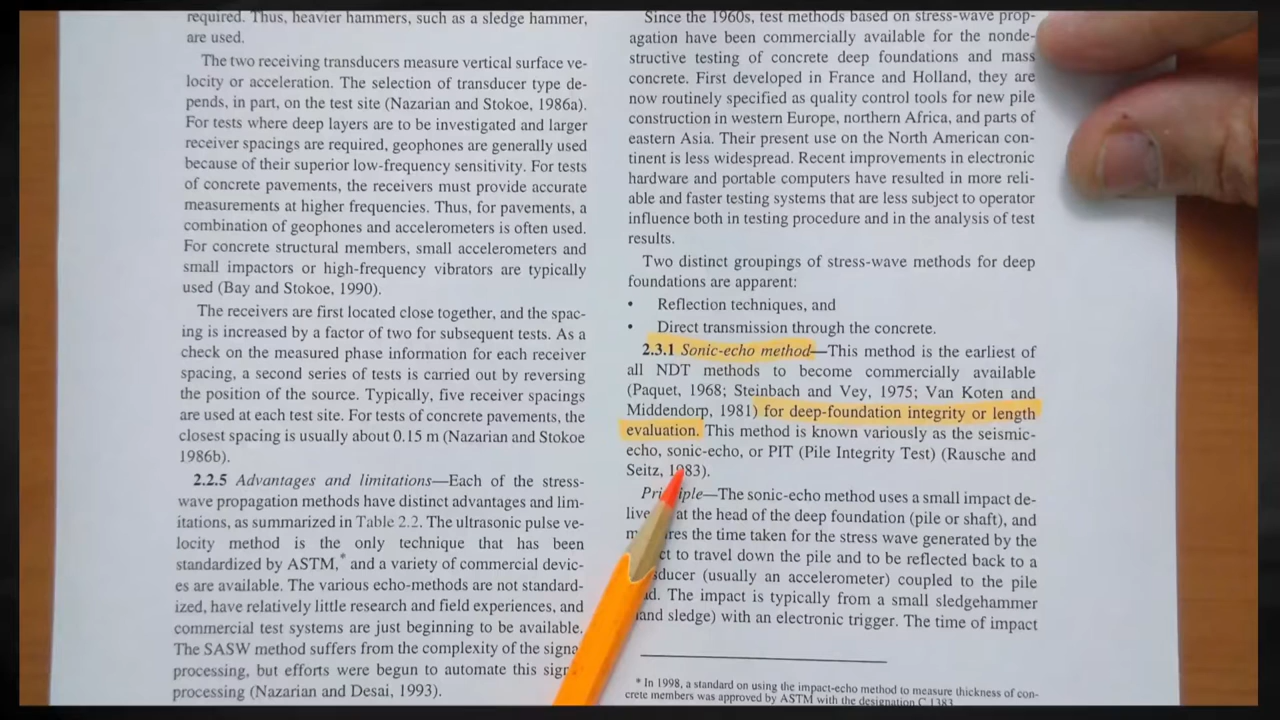 required. Thus, heavier hammers, such as a sledge hammer,
are used.
The two receiving transducers measure vertical surface ve-
locity or acceleration. The selection of transducer type de-
pends, in part, on the test site (Nazarian and Stokoe, 1986a).
For tests where deep layers are to be investigated and larger
receiver spacings are required, geophones are generally used
because of their superior low-frequency sensitivity. For tests
of concrete pavements, the receivers must provide accurate
measurements at higher frequencies. Thus, for pavements, a
combination of geophones and accelerometers is often used.
For concrete structural members, small accelerometers and
small impactors or high-frequency vibrators are typically
used (Bay and Stokoe, 1990).
The receivers are first located close together, and the spac-
ing is increased by a factor of two for subsequent tests. As a
check on the measured phase information for each receiver
spacing, a second series of tests is carried out by reversing
the position of the source. Typically, five receiver spacings
are used at each test site. For tests of concrete pavements, the
closest spacing is usually about 0.15 m (Nazarian and Stokoe
1986b).
2.2.5 Advantages and limitations—Each of the stress-
wave propagation methods have distinct advantages and lim-
itations, as summarized in Table 2.2. The ultrasonic pulse ve-
locity method is the only technique that has been
standardized by ASTM,* and a variety of commercial devic-
es are available. The various echo-methods are not standard-
ized, have relatively little research and field experiences, and
commercial test systems are just beginning to be available.
The SASW method suffers from the complexity of the signa
processing, but efforts were begun to automate this sign
processing (Nazarian and Desai, 1993).
Since the 1960s, test methods based on stress-wave prop-
agation have been commercially available for the nonde-
structive testing of concrete deep foundations and mass
concrete. First developed in France and Holland, they are
now routinely specified as quality control tools for new pile
construction in western Europe, northern Africa, and parts of
eastern Asia. Their present use on the North American con-
tinent is less widespread. Recent improvements in electronic
hardware and portable computers have resulted in more reli-
able and faster testing systems that are less subject to operator
influence both in testing procedure and in the analysis of test
results.
Two distinct groupings of stress-wave methods for deep
foundations are apparent:
• Reflection techniques, and
• Direct transmission through the concrete.
2.3.1 Sonic-echo method—This method is the earliest of
all NDT methods to become commercially available
(Paquet, 1968; Steinbach and Vey, 1975; Van Koten and
Middendorp, 1981) for deep-foundation integrity or length
evaluation. This method is known variously as the seismic-
echo, sonic-echo, or PIT (Pile Integrity Test) (Rausche and
Seitz, 1983).
Principle—The sonic-echo method uses a small impact de-
live at the head of the deep foundation (pile or shaft), and
m res the time taken for the stress wave generated by the
ct to travel down the pile and to be reflected back to a
sducer (usually an accelerometer) coupled to the pile
d. The impact is typically from a small sledgehammer
and sledge) with an electronic trigger. The time of impact
* In 1998, a standard on using the impact-echo method to measure thickness of con-
crete members was approved by ASTM with the designation C 1383